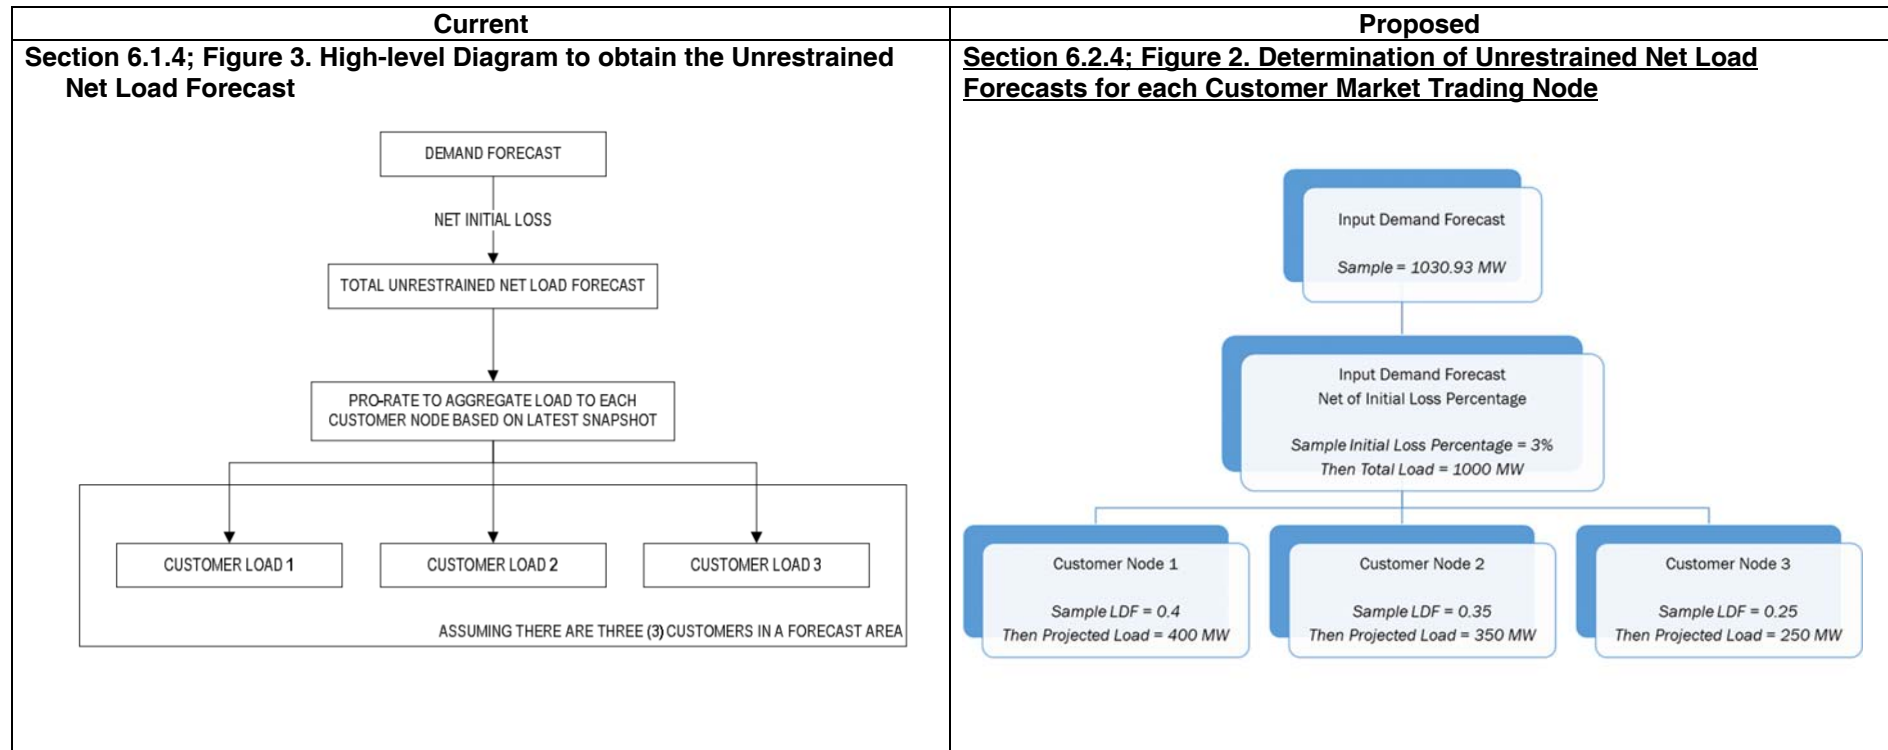 Current
Proposed
Section 6.1.4; Figure 3. High-level Diagram to obtain the Unrestrained
Net Load Forecast
DEMAND FORECAST
NET INITIAL LOSS
TOTAL UNRESTRAINED NET LOAD FORECAST
PRO-RATE TO AGGREGATE LOAD TO EACH
CUSTOMER NODE BASED ON LATEST SNAPSHOT
CUSTOMER LOAD 1
CUSTOMER LOAD 2
CUSTOMER LOAD 3
ASSUMING THERE ARE THREE (3) CUSTOMERS IN A FORECAST AREA
Section 6.2.4; Figure 2. Determination of Unrestrained Net Load
Forecasts for each Customer Market Trading Node
Input Demand Forecast
Sample = 1030.93 MW
Input Demand Forecast
Net of Initial Loss Percentage
Sample Initial Loss Percentage = 3%
Then Total Load = 1000 MW
Customer Node 1
Sample LDF = 0.4
Then Projected Load = 400 MW
Customer Node 2
Sample LDF = 0.35
Then Projected Load = 350 MW
Customer Node 3
Sample LDF = 0.25
Then Projected Load = 250 MW